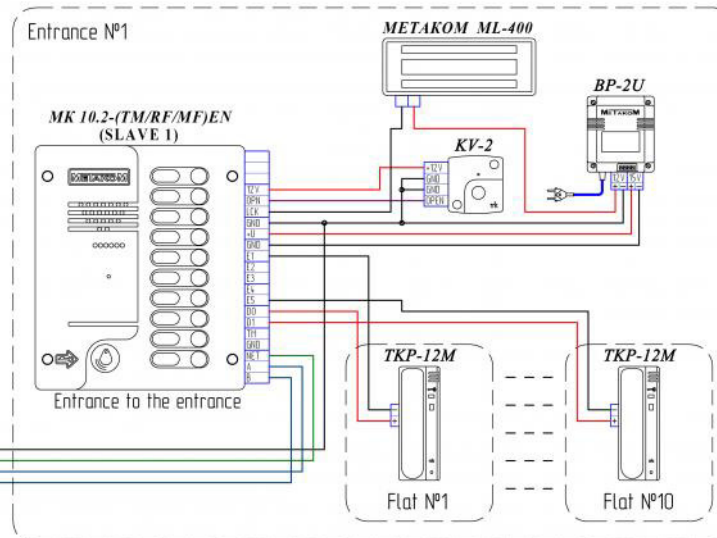 Entrance Nº1
METAKOM ML-400
BP-2U
METAKOM
MK 10.2-(TM/RF/MF)EN
(SLAVE 1)
KV-2
METAKOM
12V 15V
+ - + -
+12V
GND
GND
OPEN
12V
OPN
LCK
GND
+U
GND
E1
E2
E3
E4
E5
D0
D1
TM
GND
NET
A
B
TKP-12M
TKP-12M
Entrance to the entrance
-
+
-
+
Flat Nº1
Flat Nº10